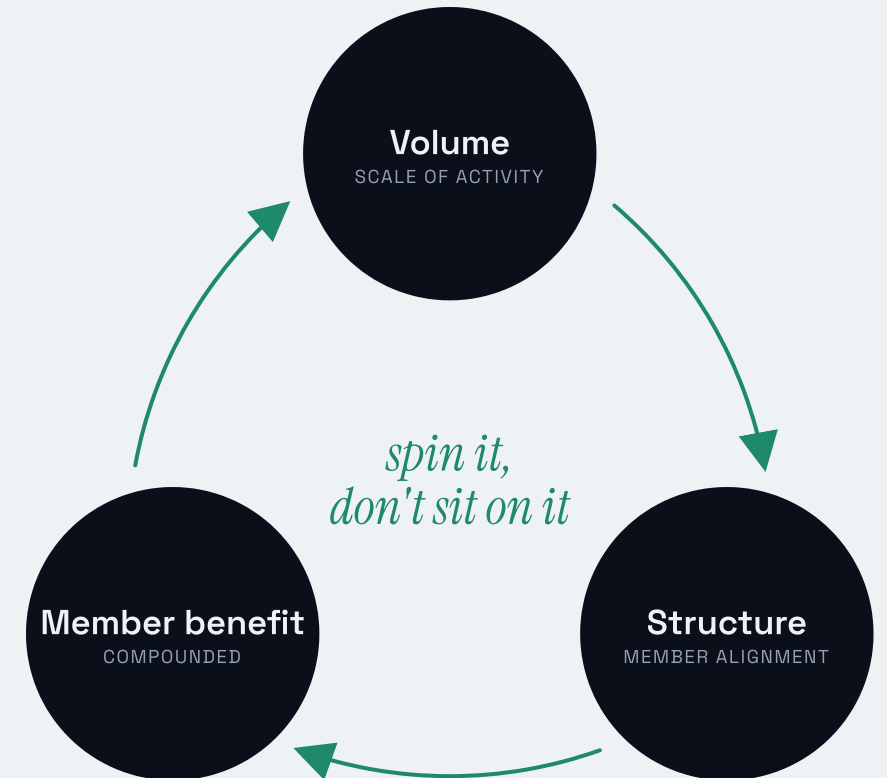 Volume
SCALE OF ACTIVITY
spin it,
don't sit on it
Member benefit
COMPOUNDED
Structure
MEMBER ALIGNMENT